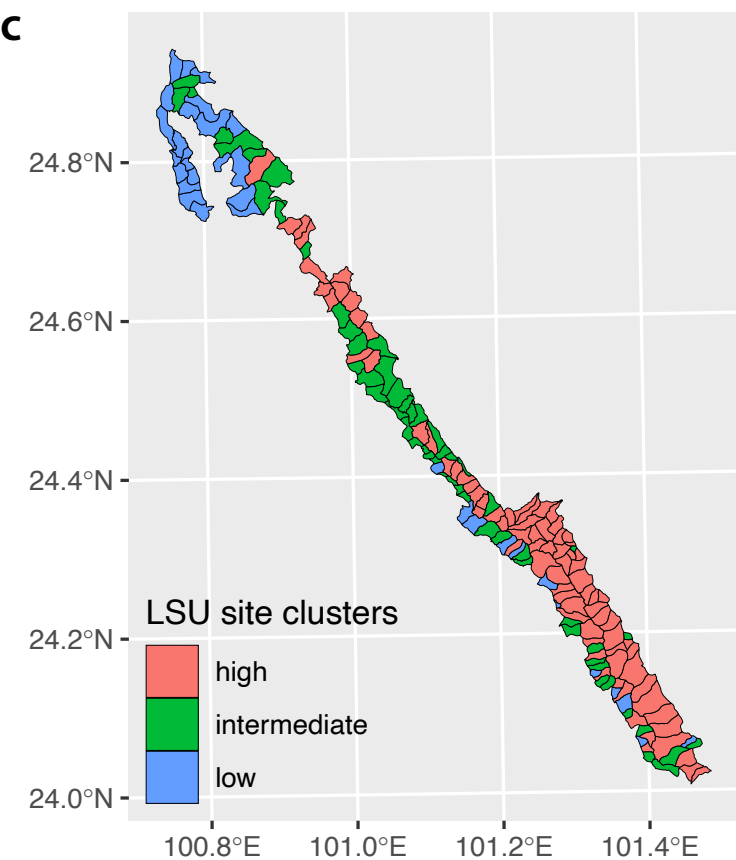 c
24.8°N
24.6°N
24.4°N
24.2°N
24.0°N
LSU site clusters
high
intermediate
low
100.8°E 101.0°E 101.2°E 101.4°E